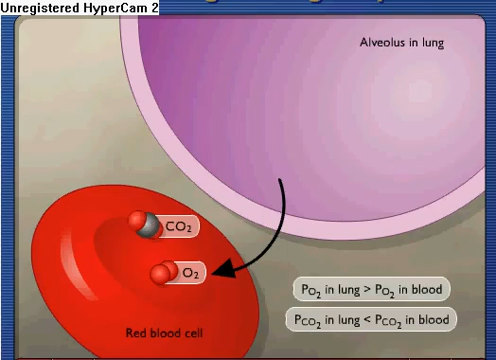 Unregistered HyperCam 2
Alveolus in lung
CO₂
O₂
PO₂ in lung > PO₂ in blood
PCO₂ in lung < PCO₂ in blood
Red blood cell